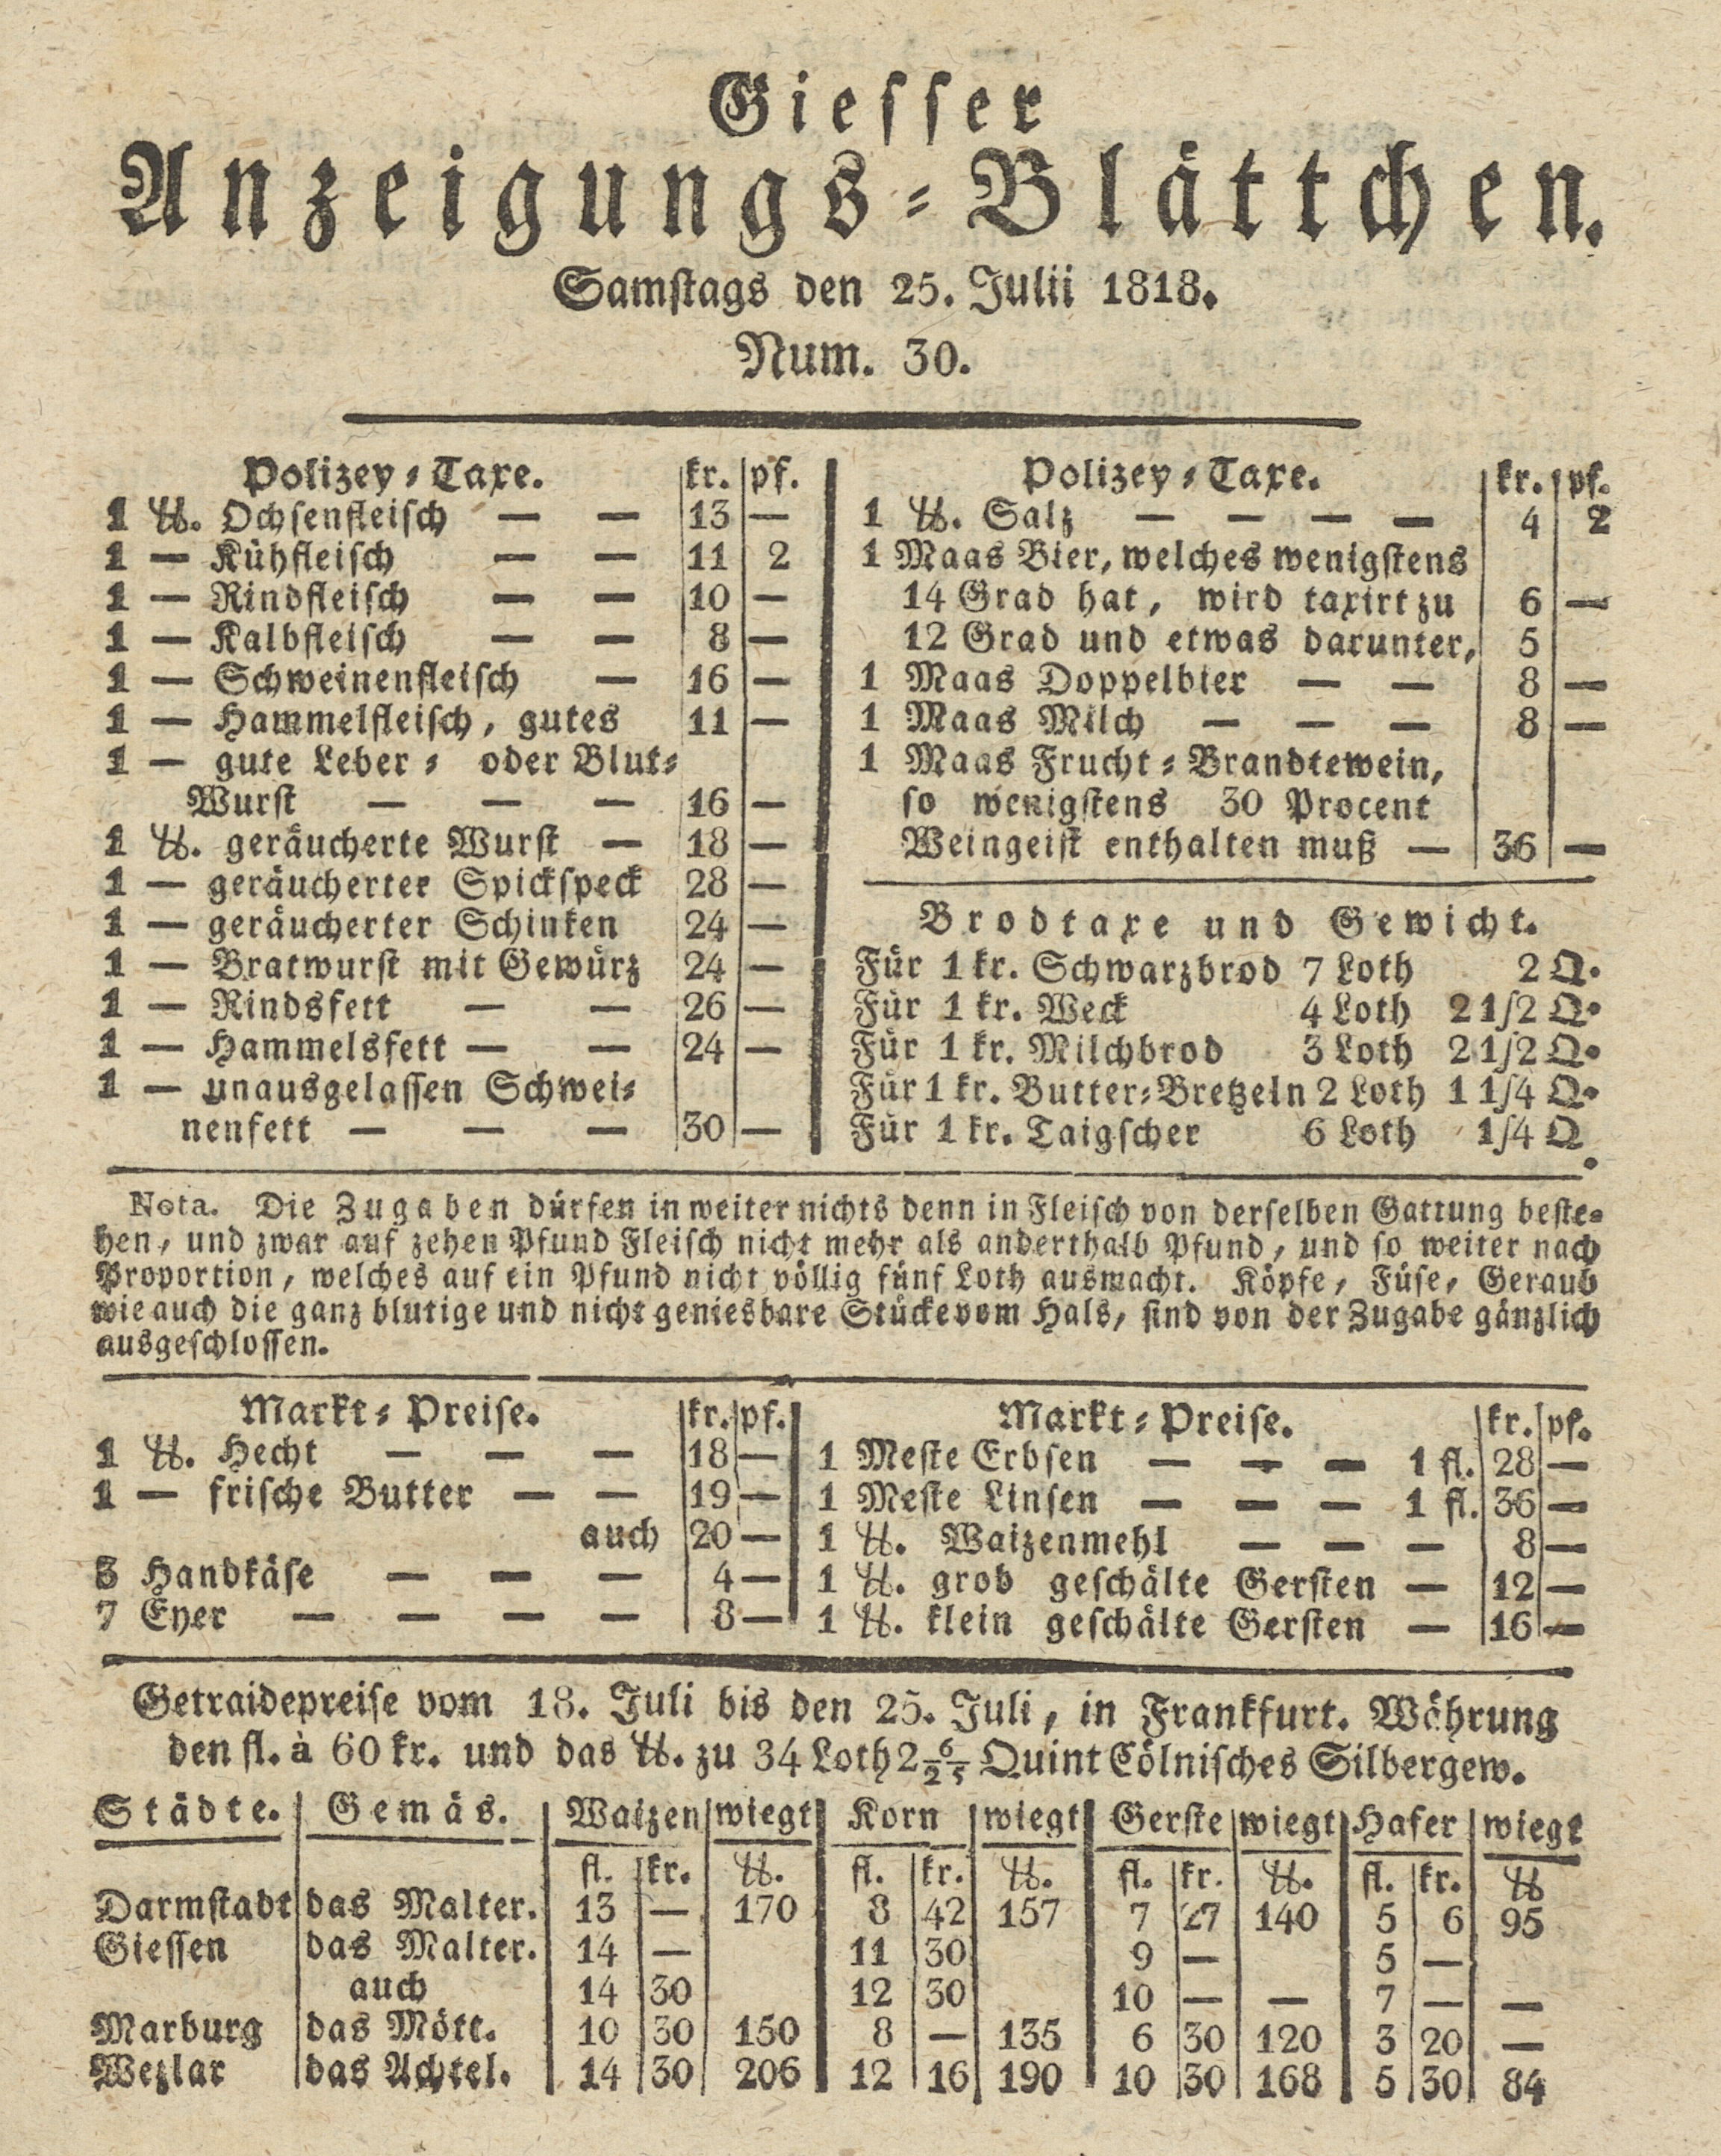 Giesser
Anzeigungs-Blättchen.
Samstags den 25. Julii 1818.
Num. 30.
Polizey-Taxe. kr. pf.
1 ℔. Ochsenfleisch — — 13 —
1 — Kühfleisch — — 11 2
1 — Rindfleisch — — 10 —
1 — Kalbfleisch — — 8 —
1 — Schweinenfleisch — 16 —
1 — Hammelfleisch, gutes 11 —
1 — gute Leber- oder Blut-
Wurst — — — 16 —
1 ℔. geräucherte Wurst — 18 —
1 — geräucherter Spickspeck 28 —
1 — geräucherter Schinken 24 —
1 — Bratwurst mit Gewürz 24 —
1 — Rindsfett — — 26 —
1 — Hammelsfett — — 24 —
1 — unausgelassen Schwei-
nenfett — — — 30 —
Polizey-Taxe. kr. pf.
1 ℔. Salz — — — — 4 2
1 Maas Bier, welches wenigstens
14 Grad hat, wird taxirt zu 6 —
12 Grad und etwas darunter, 5
1 Maas Doppelbier — — 8 —
1 Maas Milch — — — 8 —
1 Maas Frucht-Brandtewein,
so wenigstens 30 Procent
Weingeist enthalten muß — 36 —
Brodtaxe und Gewicht.
Für 1 kr. Schwarzbrod 7 Loth 2 Q.
Für 1 kr. Weck 4 Loth 2 1/2 Q.
Für 1 kr. Milchbrod 3 Loth 2 1/2 Q.
Für 1 kr. Butter-Bretzeln 2 Loth 1 1/4 Q.
Für 1 kr. Taigscher 6 Loth 1/4 Q.
Nota. Die Zugaben dürfen in weiter nichts denn in Fleisch von derselben Gattung beste-
hen, und zwar auf zehen Pfund Fleisch nicht mehr als anderthalb Pfund, und so weiter nach
Proportion, welches auf ein Pfund nicht völlig fünf Loth ausmacht. Köpfe, Füse, Geraub
wie auch die ganz blutige und nicht geniesbare Stücke vom Hals, sind von der Zugabe gänzlich
ausgeschlossen.
Markt-Preise. kr. pf.
1 ℔. Hecht — — — 18 —
1 — frische Butter — — 19 —
auch 20 —
3 Handkäse — — — 4 —
7 Eyer — — — — 8 —
Markt-Preise. kr. pf.
1 Meste Erbsen — — — 1 fl. 28 —
1 Meste Linsen — — — 1 fl. 36 —
1 ℔. Waizenmehl — — — 8 —
1 ℔. grob geschälte Gersten — 12 —
1 ℔. klein geschälte Gersten — 16 —
Getraidepreise vom 18. Juli bis den 25. Juli, in Frankfurt. Währung
den fl. à 60 kr. und das ℔. zu 34 Loth 2 6/25 Quint Cölnisches Silbergew.
Städte. Gemäs. Waizen wiegt Korn wiegt Gerste wiegt Hafer wiegt
fl. kr. ℔. fl. kr. ℔. fl. kr. ℔. fl. kr. ℔
Darmstadt das Malter. 13 — 170 8 42 157 7 27 140 5 6 95
Giessen das Malter. 14 — 11 30 9 — 5 —
auch 14 30 12 30 10 — — 7 — —
Marburg das Mött. 10 30 150 8 — 135 6 30 120 3 20 —
Wezlar das Achtel. 14 30 206 12 16 190 10 30 168 5 30 84